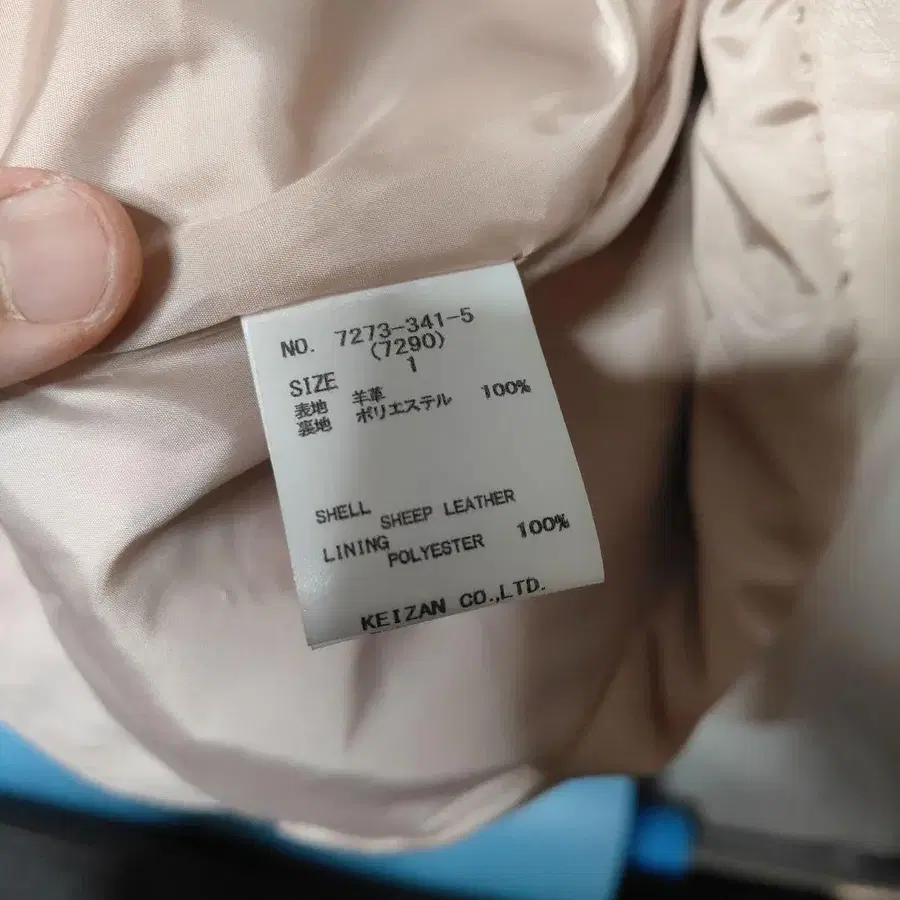 NO. 7273-341-5
(7290)
SIZE 1
表地 羊革
裏地 ポリエステル 100%
SHELL SHEEP LEATHER
LINING POLYESTER 100%
KEIZAN CO.,LTD.